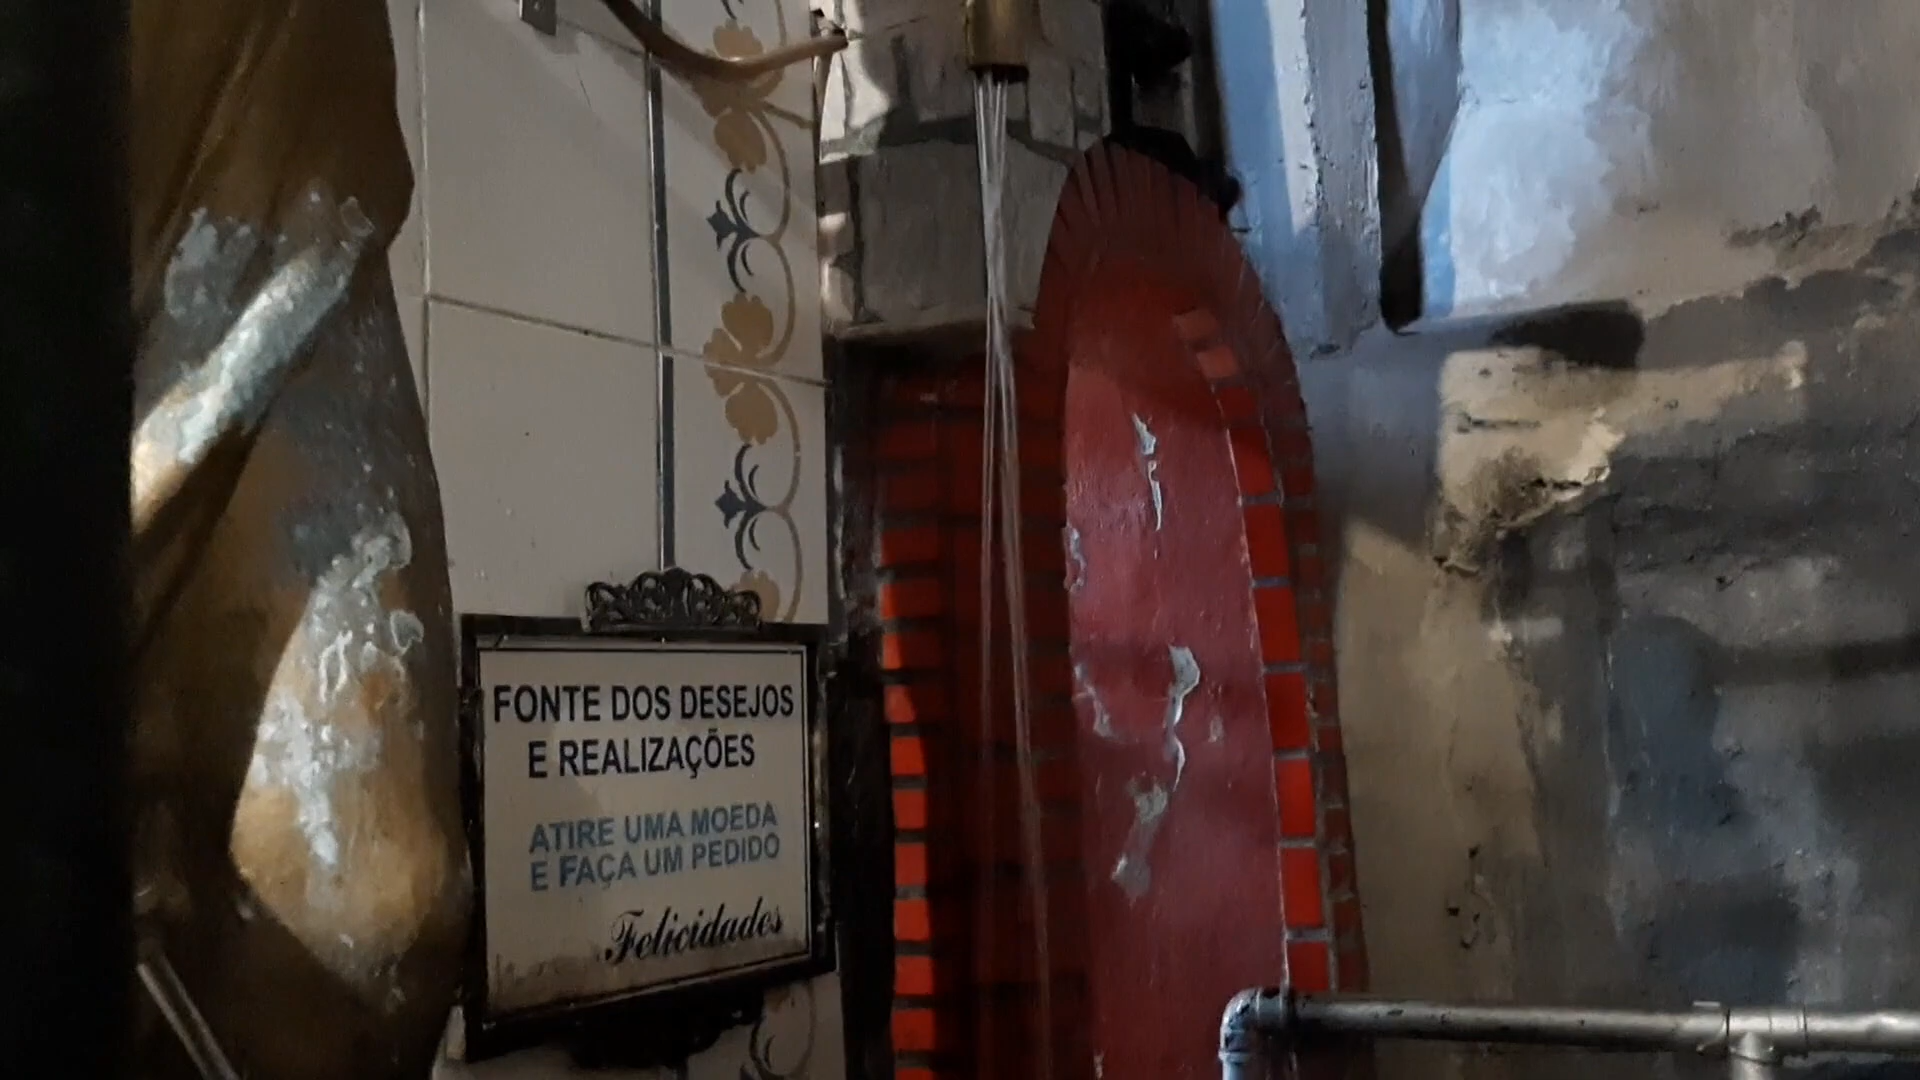 FONTE DOS DESEJOS
E REALIZAÇÕES
ATIRE UMA MOEDA
E FAÇA UM PEDIDO
Felicidades